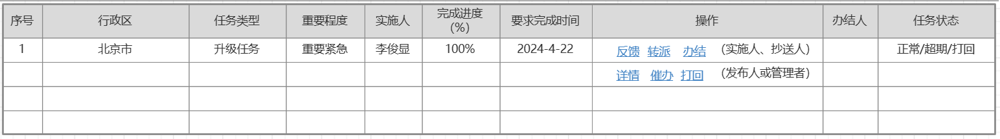 序号 行政区 任务类型 重要程度 实施人 完成进度(%) 要求完成时间 操作 办结人 任务状态
1 北京市 升级任务 重要紧急 李俊显 100% 2024-4-22 反馈 转派 办结 （实施人、抄送人） 正常/超期/打回
详情 催办 打回 （发布人或管理者）